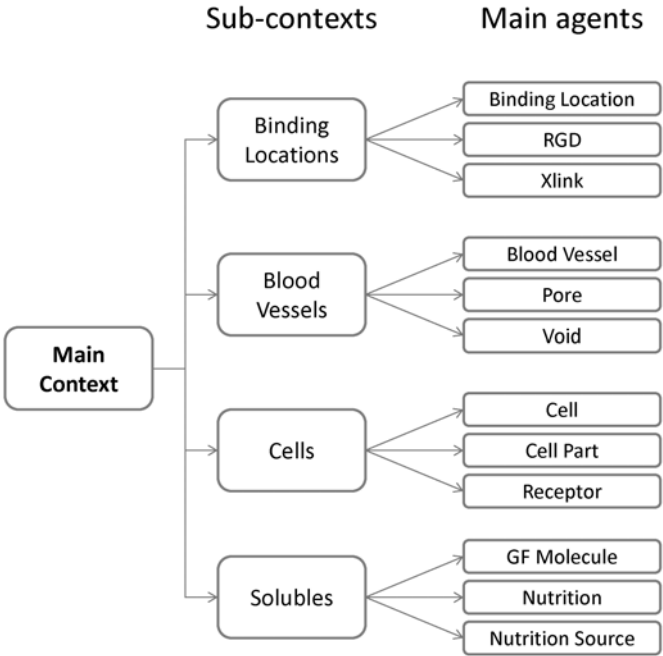 Sub-contexts
Main agents
Main
Context
Binding
Locations
Binding Location
RGD
Xlink
Blood
Vessels
Blood Vessel
Pore
Void
Cells
Cell
Cell Part
Receptor
Solubles
GF Molecule
Nutrition
Nutrition Source